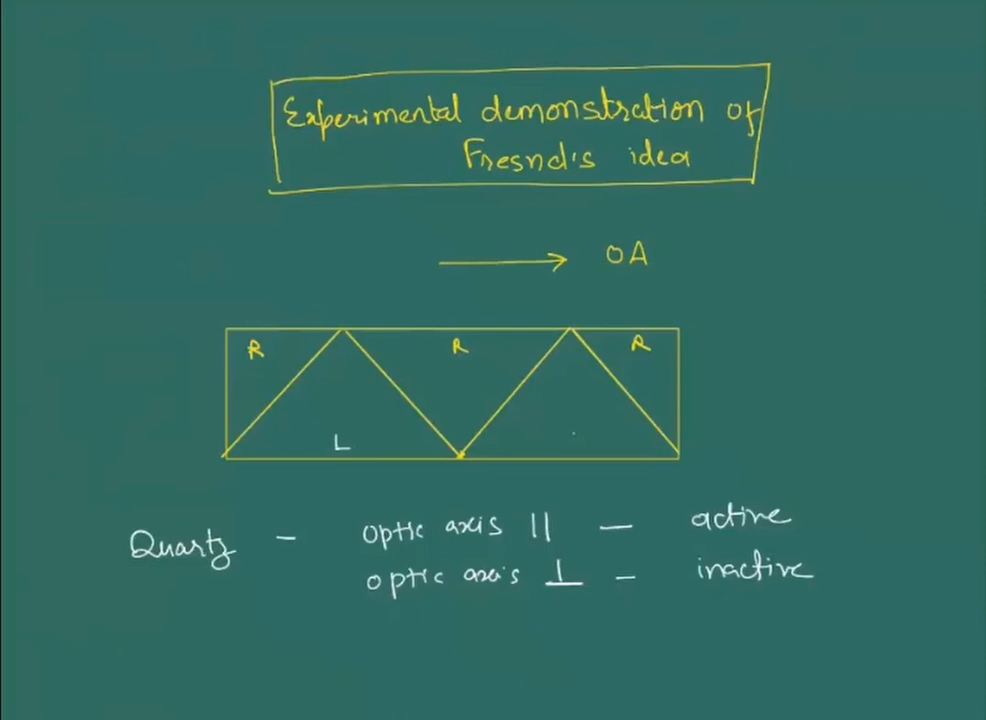 Experimental demonstration of
Fresnel's idea
→ OA
R R R
L
Quartz - optic axis || — active
optic axis ⊥ - inactive